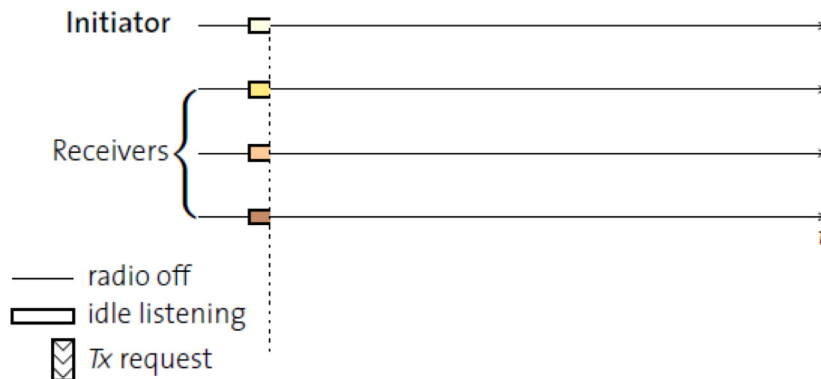 Initiator
Receivers
radio off
idle listening
Tx request